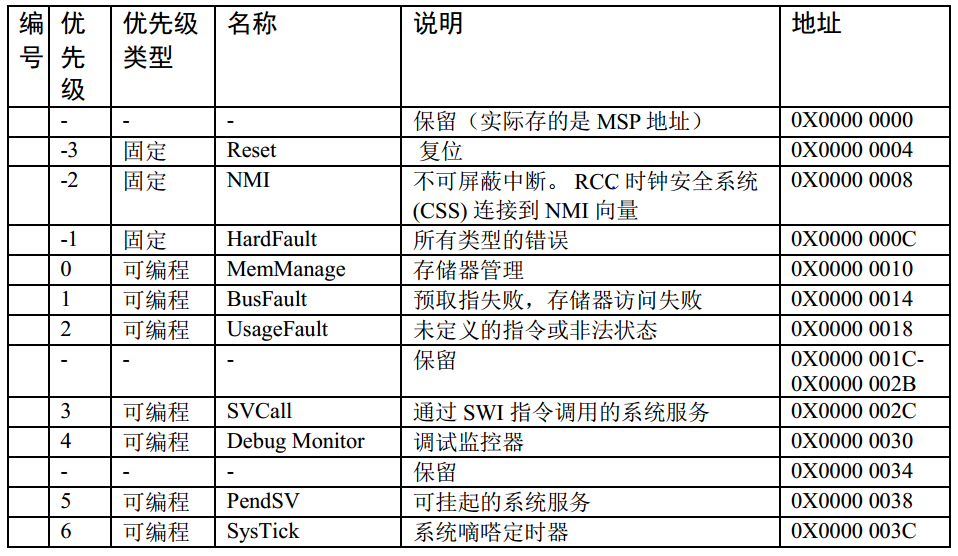 编号 优先级 优先级类型 名称 说明 地址
- - - 保留（实际存的是 MSP 地址） 0X0000 0000
-3 固定 Reset 复位 0X0000 0004
-2 固定 NMI 不可屏蔽中断。 RCC 时钟安全系统 0X0000 0008
(CSS) 连接到 NMI 向量
-1 固定 HardFault 所有类型的错误 0X0000 000C
0 可编程 MemManage 存储器管理 0X0000 0010
1 可编程 BusFault 预取指失败，存储器访问失败 0X0000 0014
2 可编程 UsageFault 未定义的指令或非法状态 0X0000 0018
- - - 保留 0X0000 001C-
0X0000 002B
3 可编程 SVCall 通过 SWI 指令调用的系统服务 0X0000 002C
4 可编程 Debug Monitor 调试监控器 0X0000 0030
- - - 保留 0X0000 0034
5 可编程 PendSV 可挂起的系统服务 0X0000 0038
6 可编程 SysTick 系统嘀嗒定时器 0X0000 003C